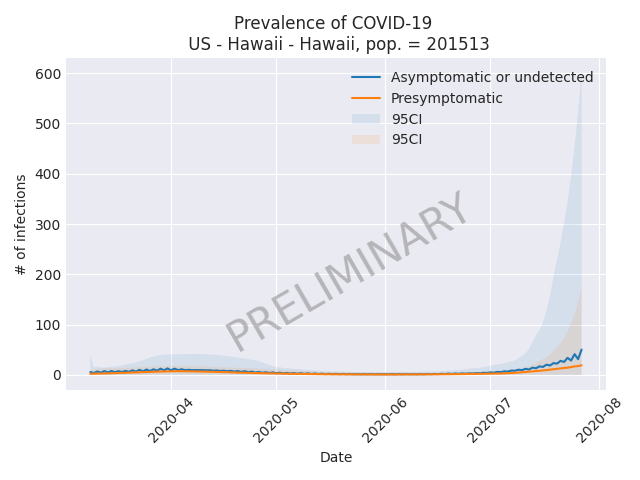 Prevalence of COVID-19
US - Hawaii - Hawaii, pop. = 201513
600
500
400
300
200
100
0
# of infections
Asymptomatic or undetected
Presymptomatic
95CI
95CI
PRELIMINARY
2020-04
2020-05
2020-06
2020-07
2020-08
Date